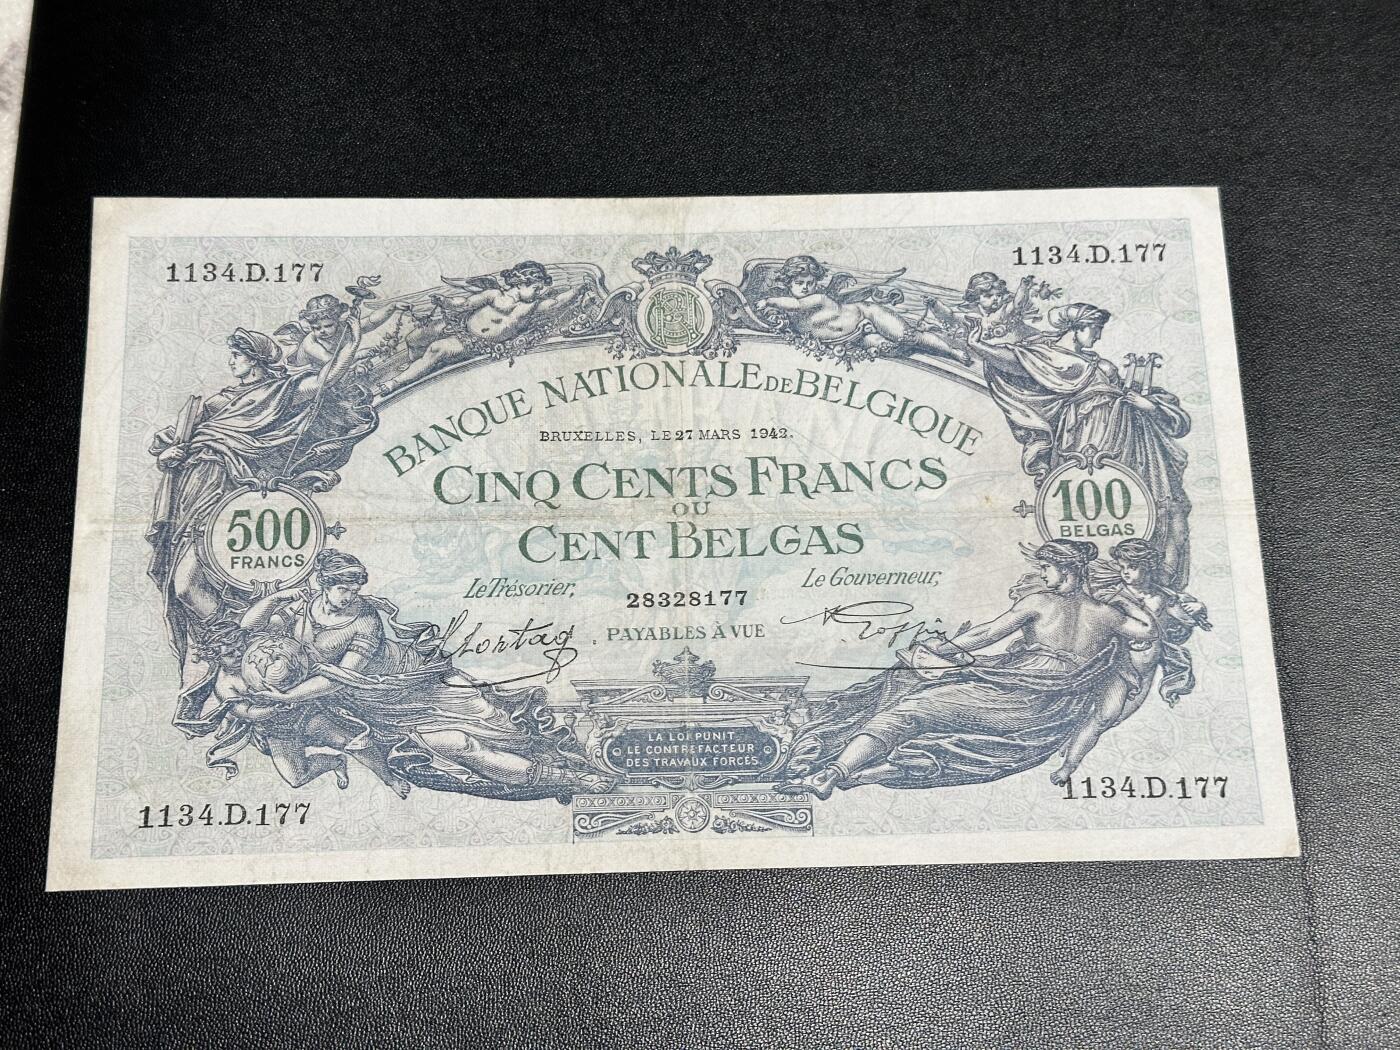 1134.D.177
1134.D.177
BANQUE NATIONALE DE BELGIQUE
BRUXELLES, LE 27 MARS 1942.
CINQ CENTS FRANCS
OU
CENT BELGAS
500
FRANCS
100
BELGAS
Le Trésorier,
Le Gouverneur,
28328177
PAYABLES À VUE
LA LOI PUNIT
LE CONTREFACTEUR
DES TRAVAUX FORCÉS.
1134.D.177
1134.D.177